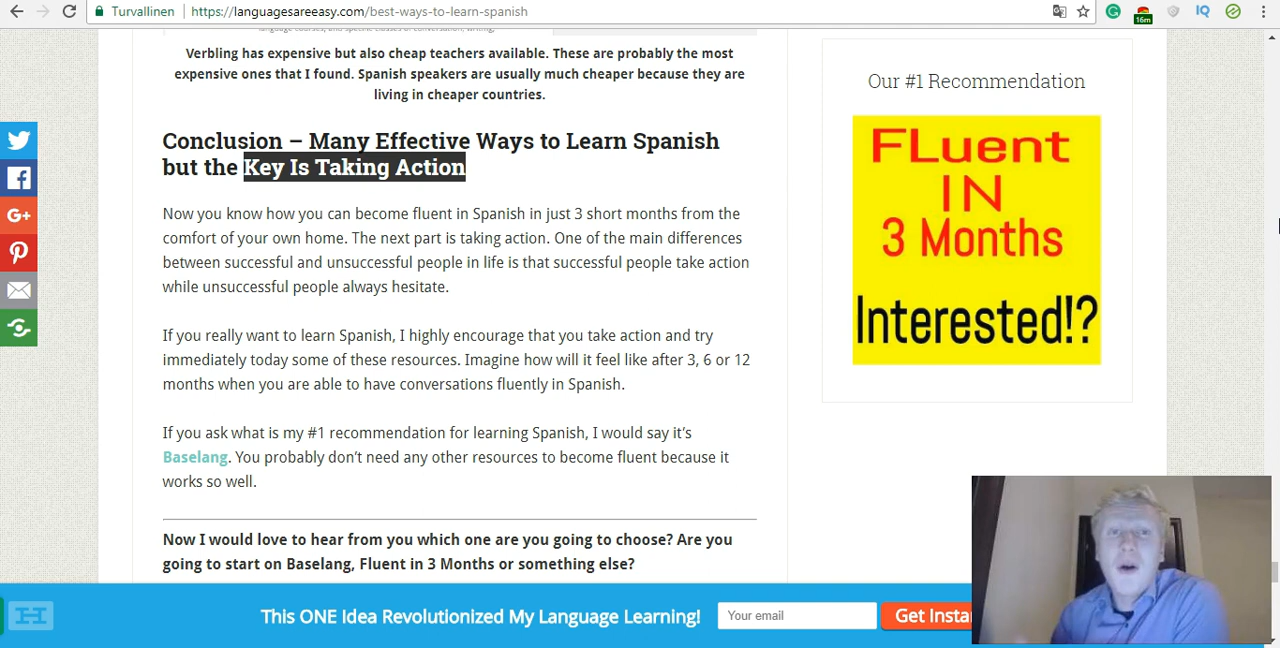 Turvallinen
https://languagesareeasy.com/best-ways-to-learn-spanish
16m
IQ
Verbling has expensive but also cheap teachers available. These are probably the most
expensive ones that I found. Spanish speakers are usually much cheaper because they are
living in cheaper countries.
Conclusion – Many Effective Ways to Learn Spanish
but the Key Is Taking Action
Now you know how you can become fluent in Spanish in just 3 short months from the
comfort of your own home. The next part is taking action. One of the main differences
between successful and unsuccessful people in life is that successful people take action
while unsuccessful people always hesitate.
If you really want to learn Spanish, I highly encourage that you take action and try
immediately today some of these resources. Imagine how will it feel like after 3, 6 or 12
months when you are able to have conversations fluently in Spanish.
If you ask what is my #1 recommendation for learning Spanish, I would say it’s
Baselang. You probably don’t need any other resources to become fluent because it
works so well.
Now I would love to hear from you which one are you going to choose? Are you
going to start on Baselang, Fluent in 3 Months or something else?
Our #1 Recommendation
FLuent
IN
3 Months
Interested!?
G+
This ONE Idea Revolutionized My Language Learning!
Your email
Get Insta